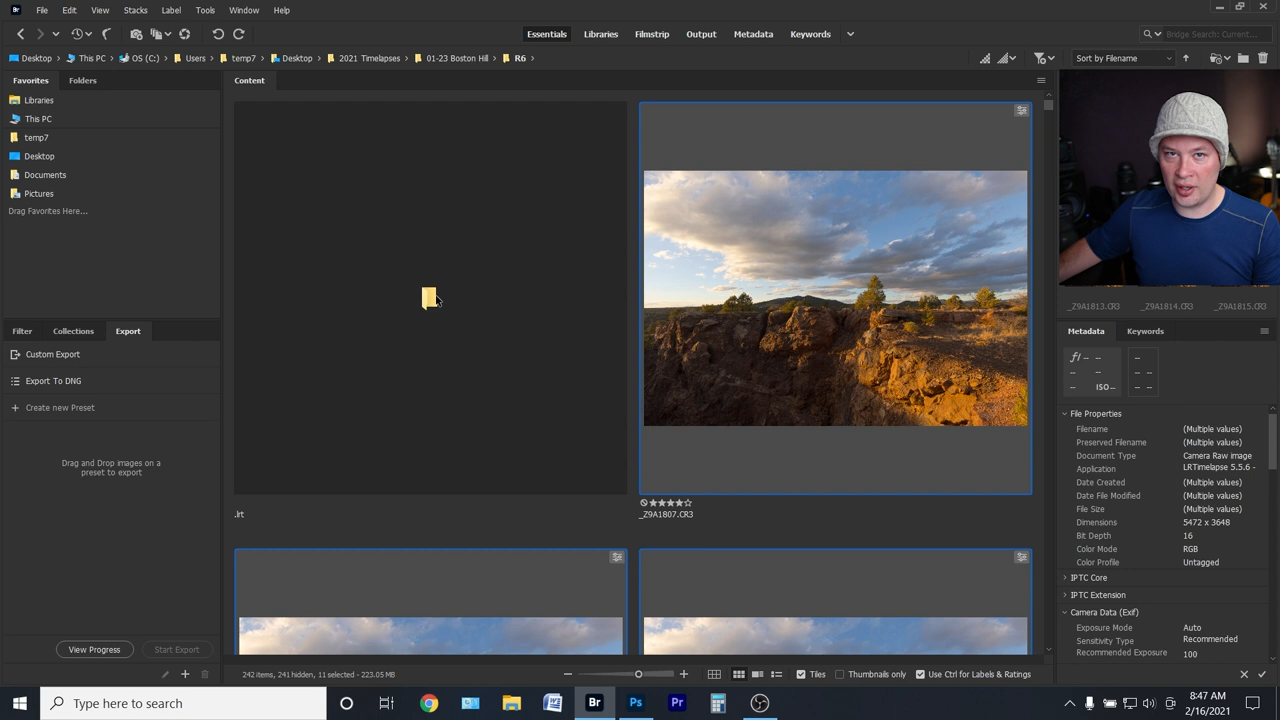 Br File Edit View Stacks Label Tools Window Help
Essentials Libraries Filmstrip Output Metadata Keywords Bridge Search: Current...
Desktop This PC OS (C:) Users temp7 Desktop 2021 Timelapses 01-23 Boston Hill R6 Sort by Filename
Favorites Folders
Libraries
This PC
temp7
Desktop
Documents
Pictures
Drag Favorites Here...
Filter Collections Export
Custom Export
Export To DNG
Create new Preset
Drag and Drop images on a
preset to export
View Progress Start Export
Content
.lrt
_Z9A1807.CR3
242 items, 241 hidden, 11 selected - 223.05 MB
Tiles Thumbnails only Use Ctrl for Labels & Ratings
_Z9A1813.CR3 _Z9A1814.CR3 _Z9A1815.CR3
Metadata Keywords
f/ -- --
-- --
-- ISO --
--
-- --
-- --
File Properties
Filename (Multiple values)
Preserved Filename (Multiple values)
Document Type Camera Raw image
Application LRTimelapse 5.5.6 -
Date Created (Multiple values)
Date File Modified (Multiple values)
File Size (Multiple values)
Dimensions 5472 x 3648
Bit Depth 16
Color Mode RGB
Color Profile Untagged
IPTC Core
IPTC Extension
Camera Data (Exif)
Exposure Mode Auto
Sensitivity Type Recommended
Recommended Exposure 100
Type here to search
Br Ps Pr
8:47 AM
2/16/2021